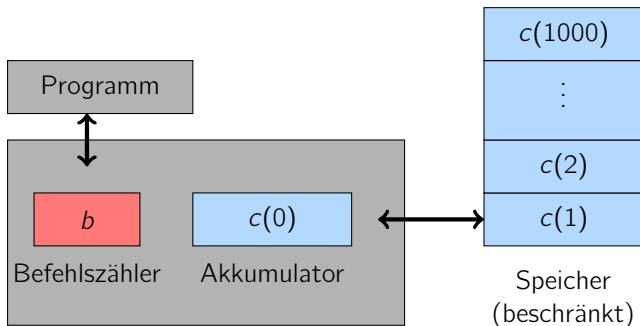 Programm
b
c(0)
Befehlszähler
Akkumulator
c(1000)
⋮
c(2)
c(1)
Speicher
(beschränkt)